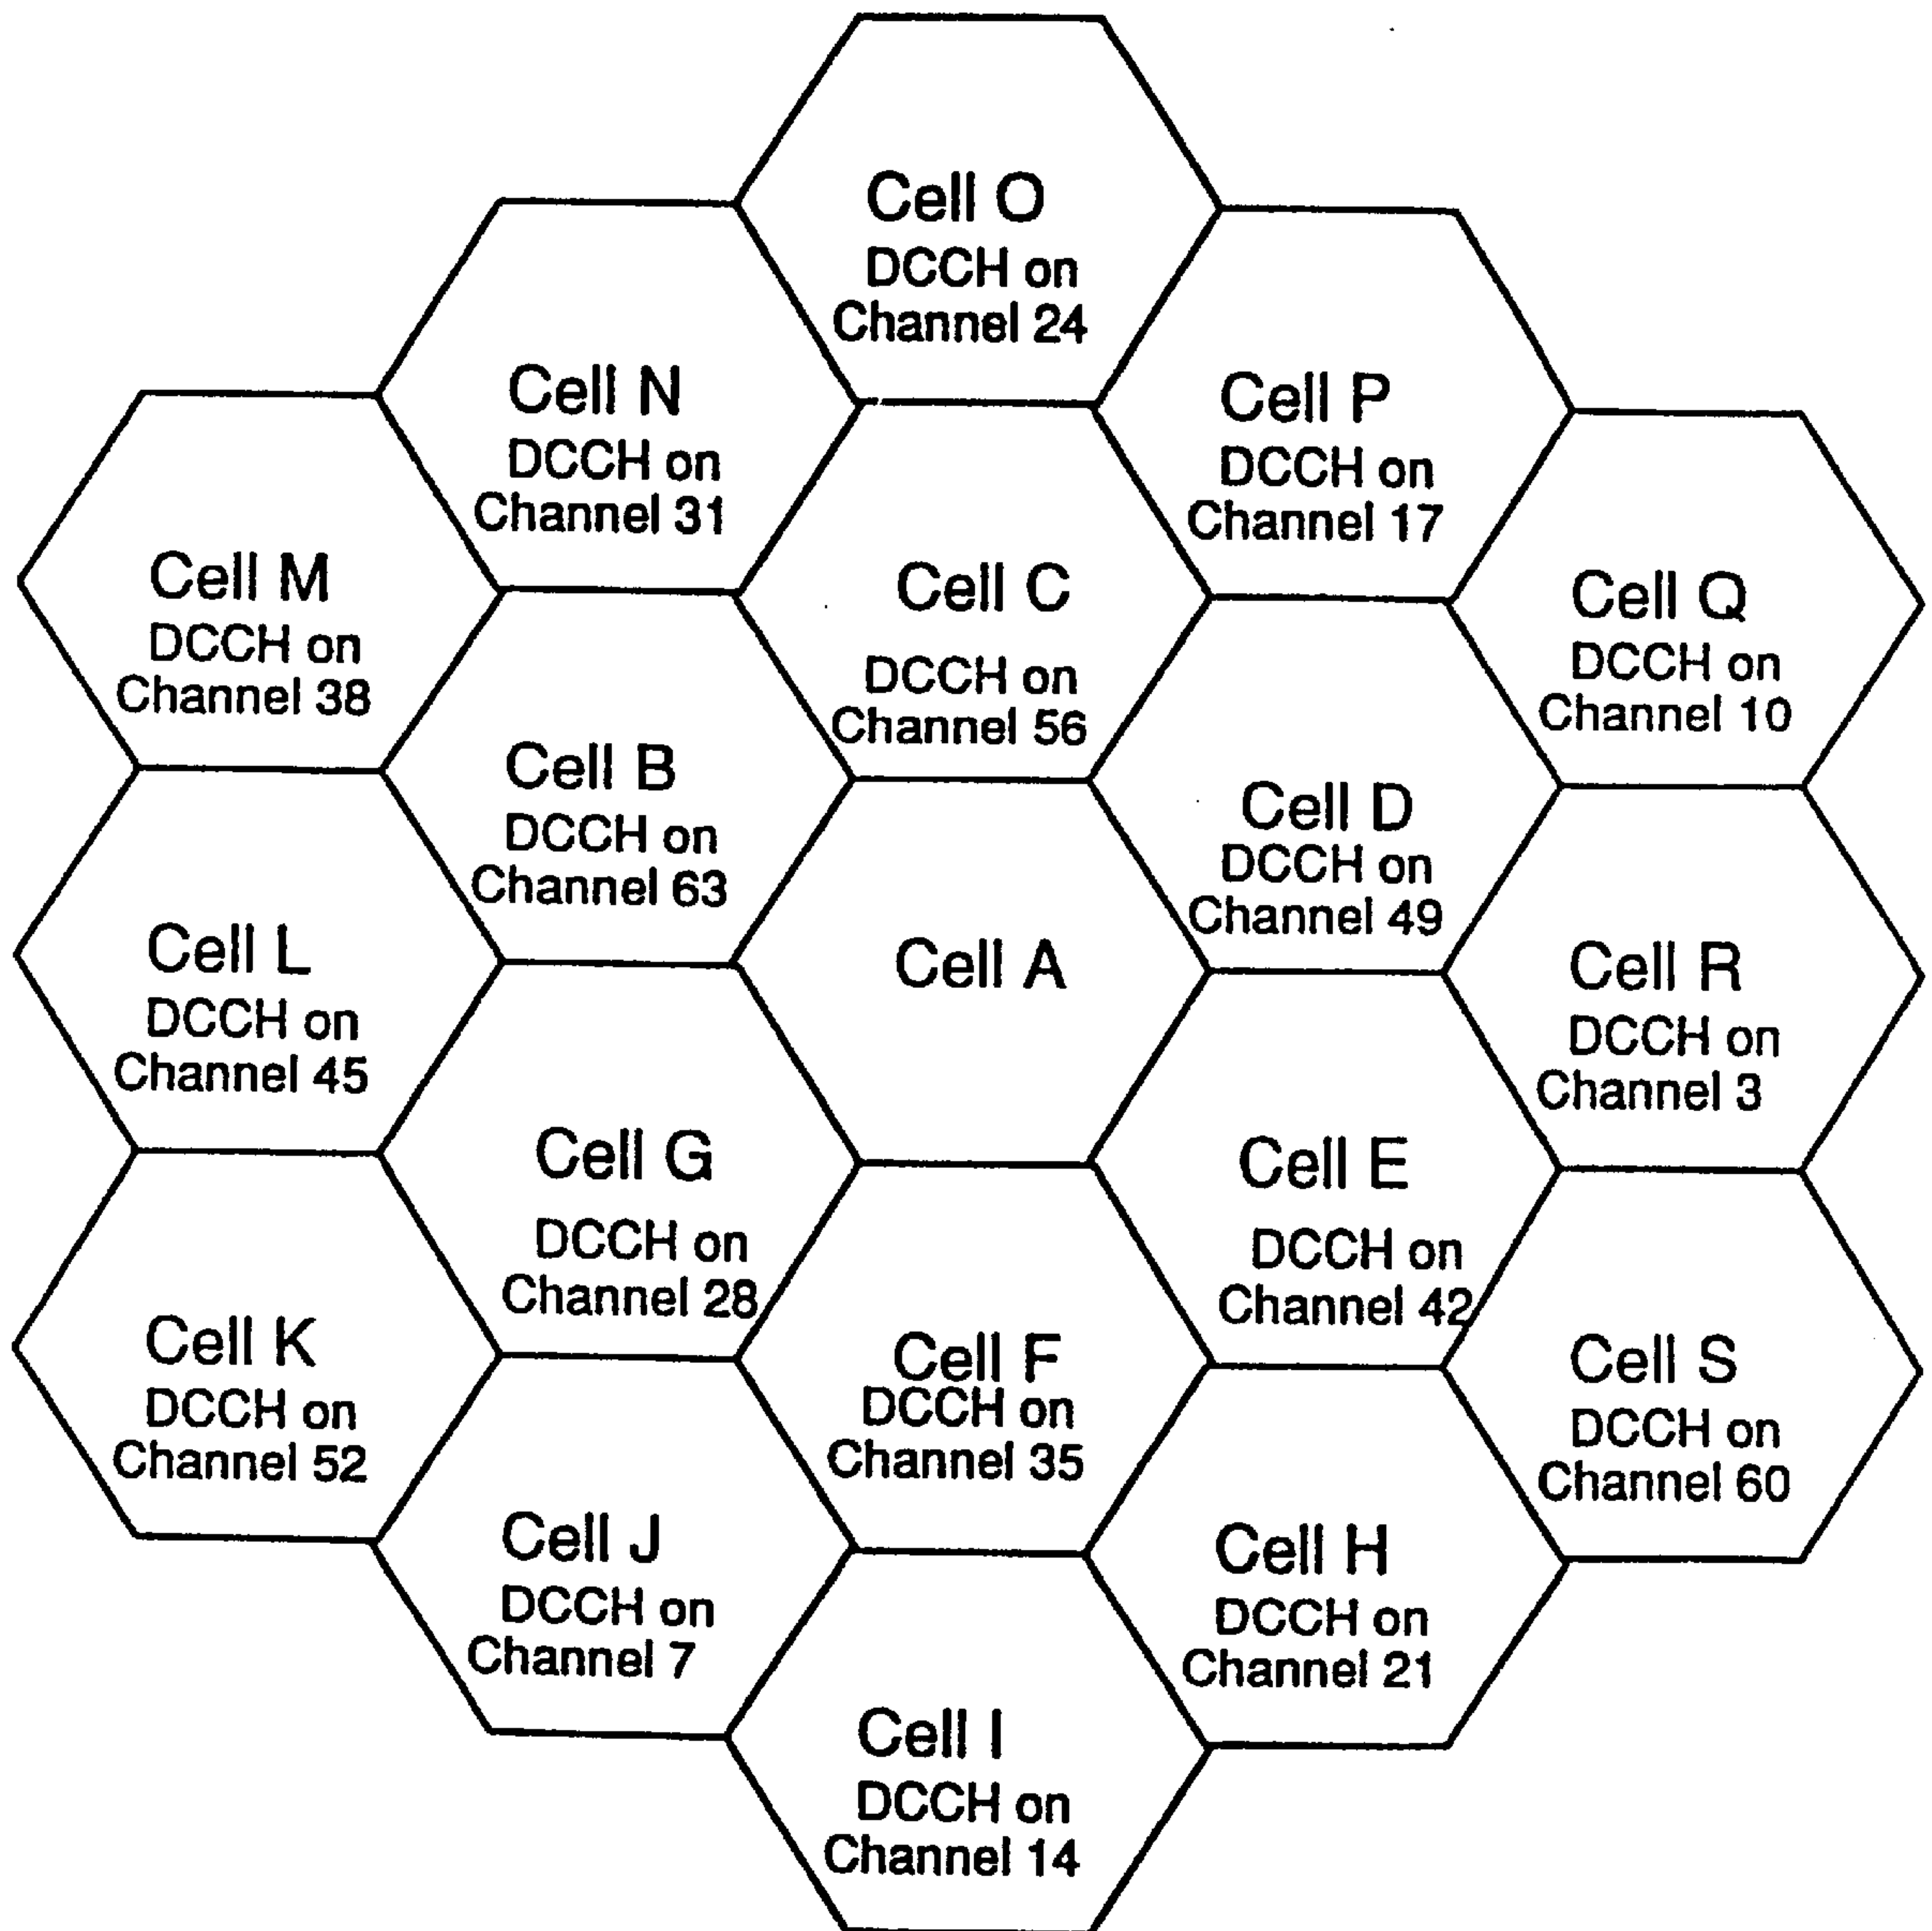 Cell O
DCCH on
Channel 24
Cell N
DCCH on
Channel 31
Cell P
DCCH on
Channel 17
Cell M
DCCH on
Channel 38
Cell C
DCCH on
Channel 56
Cell Q
DCCH on
Channel 10
Cell B
DCCH on
Channel 63
Cell D
DCCH on
Channel 49
Cell L
DCCH on
Channel 45
Cell A
Cell R
DCCH on
Channel 3
Cell G
DCCH on
Channel 28
Cell E
DCCH on
Channel 42
Cell K
DCCH on
Channel 52
Cell F
DCCH on
Channel 35
Cell S
DCCH on
Channel 60
Cell J
DCCH on
Channel 7
Cell H
DCCH on
Channel 21
Cell I
DCCH on
Channel 14